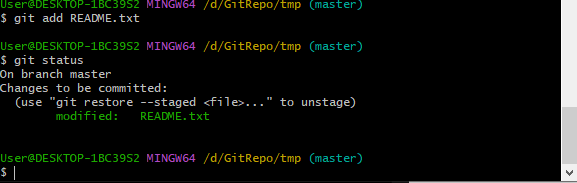 User@DESKTOP-1BC39S2 MINGW64 /d/GitRepo/tmp (master)
$ git add README.txt
User@DESKTOP-1BC39S2 MINGW64 /d/GitRepo/tmp (master)
$ git status
On branch master
Changes to be committed:
  (use "git restore --staged <file>..." to unstage)
        modified:   README.txt
User@DESKTOP-1BC39S2 MINGW64 /d/GitRepo/tmp (master)
$